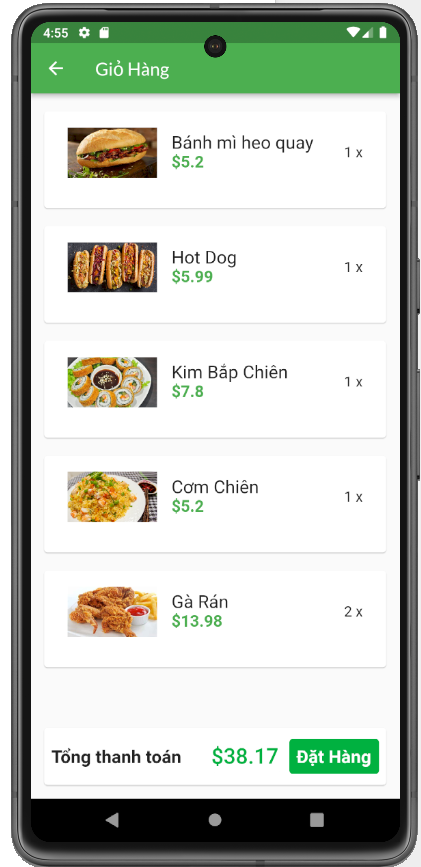 4:55
Giỏ Hàng
Bánh mì heo quay
$5.2
1 x
Hot Dog
$5.99
1 x
Kim Bắp Chiên
$7.8
1 x
Cơm Chiên
$5.2
1 x
Gà Rán
$13.98
2 x
Tổng thanh toán $38.17 Đặt Hàng